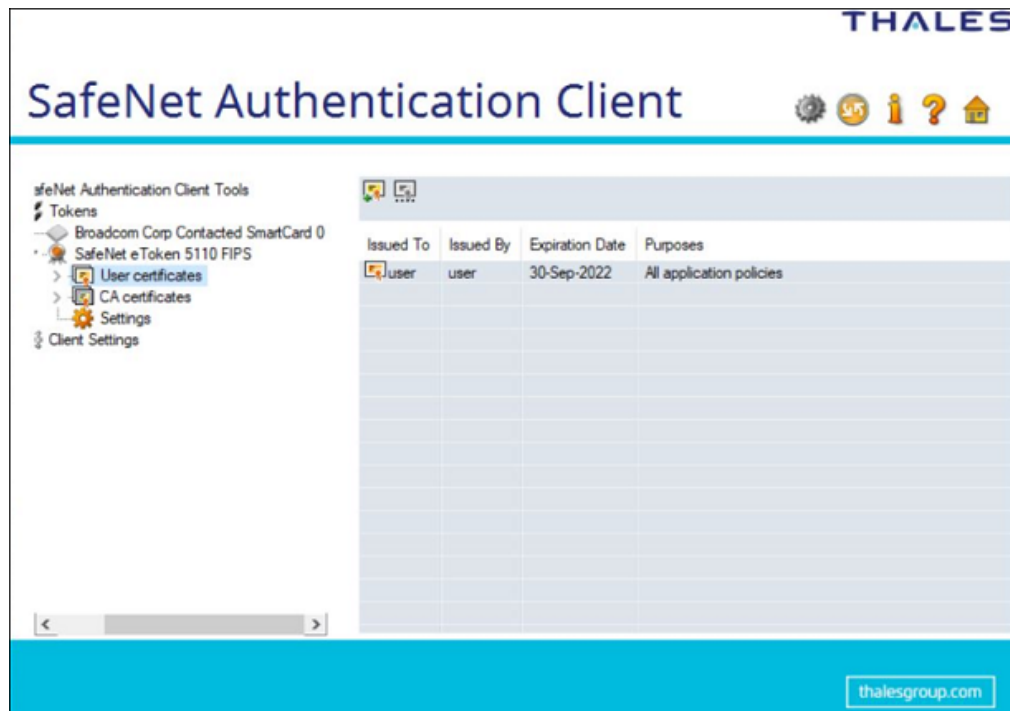 THALES
SafeNet Authentication Client
afeNet Authentication Client Tools
Tokens
Broadcom Corp Contacted SmartCard 0
SafeNet eToken 5110 FIPS
User certificates
CA certificates
Settings
Client Settings
Issued To Issued By Expiration Date Purposes
user user 30-Sep-2022 All application policies
thalesgroup.com